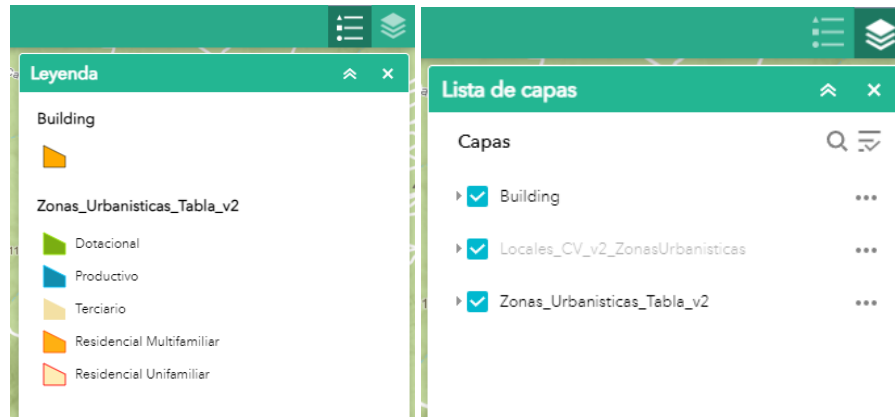 Leyenda
Building
Zonas_Urbanisticas_Tabla_v2
Dotacional
Productivo
Terciario
Residencial Multifamiliar
Residencial Unifamiliar
Lista de capas
Capas
Building
Locales_CV_v2_ZonasUrbanisticas
Zonas_Urbanisticas_Tabla_v2